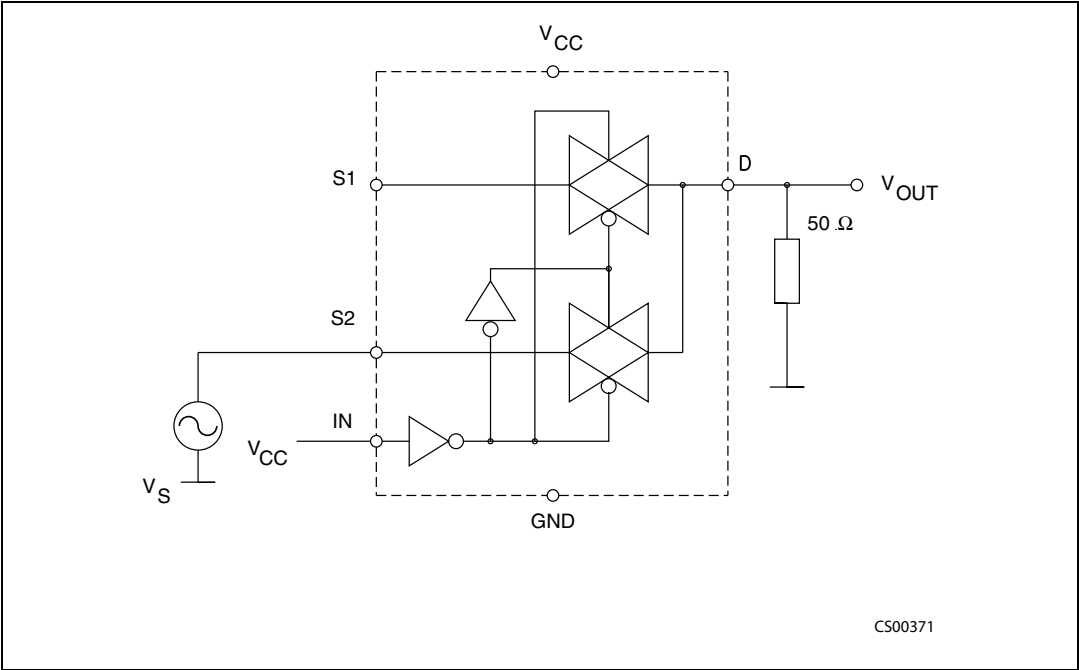 VCC
S1
D
VOUT
50 .Ω
S2
IN
VCC
VS
GND
CS00371